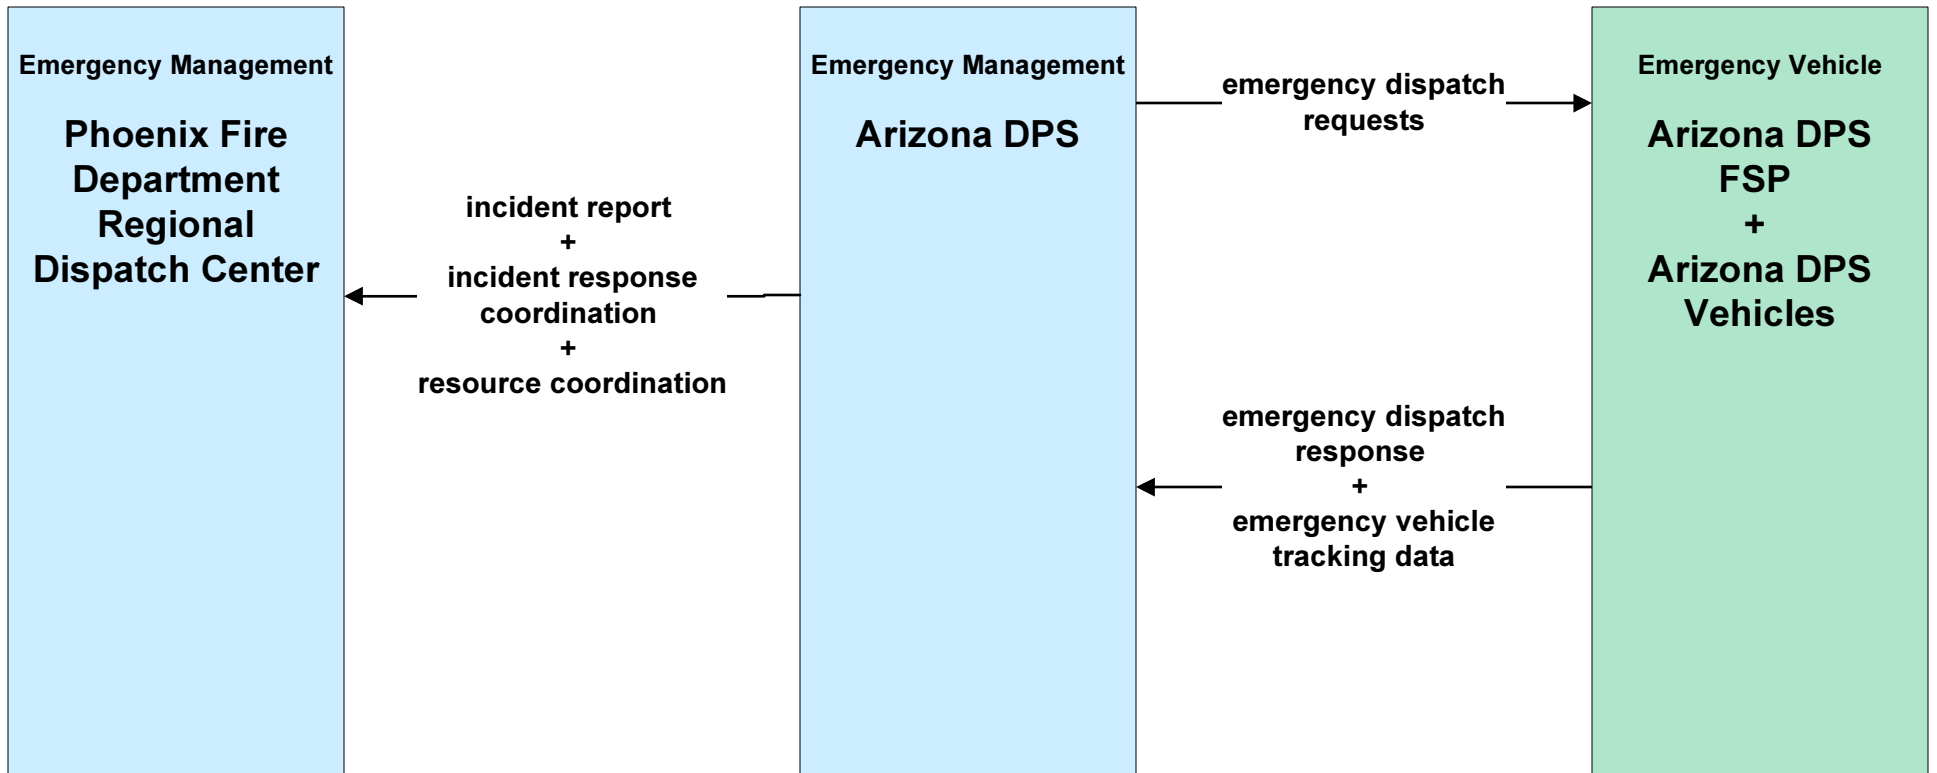 Emergency Management
Phoenix Fire
Department
Regional
Dispatch Center
incident report
+
incident response
coordination
+
resource coordination
Emergency Management
Arizona DPS
emergency dispatch
requests
emergency dispatch
response
+
emergency vehicle
tracking data
Emergency Vehicle
Arizona DPS
FSP
+
Arizona DPS
Vehicles